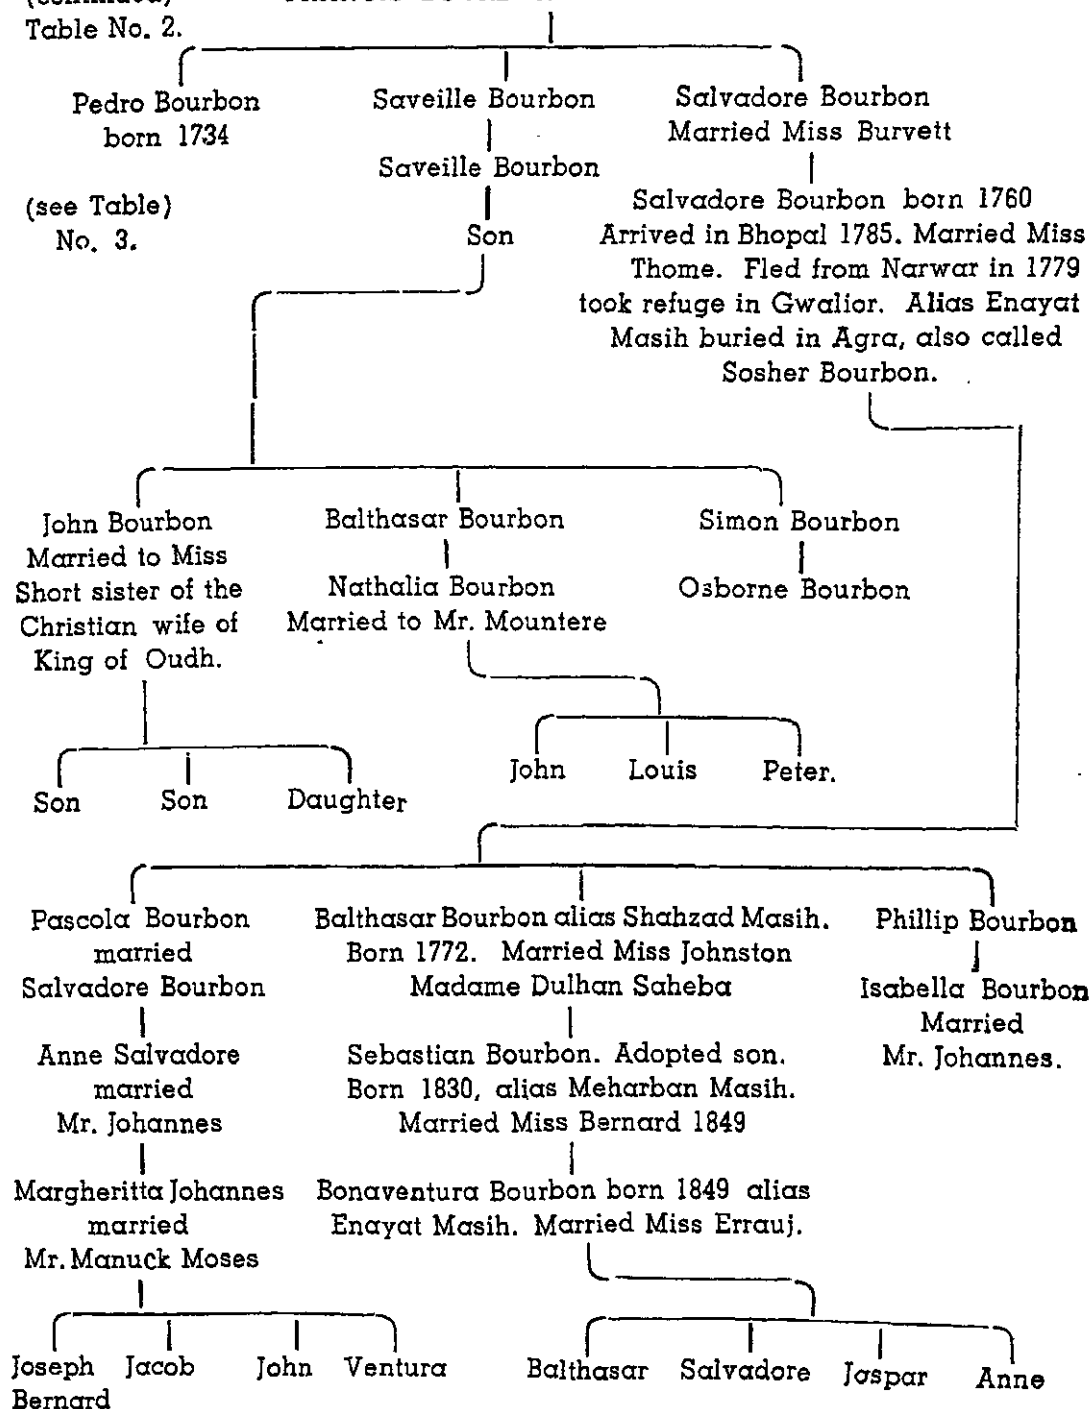 Table No. 2.
Pedro Bourbon
born 1734
Saveille Bourbon
Salvadore Bourbon
Married Miss Burvett
Saveille Bourbon
(see Table)
No. 3.
Son
Salvadore Bourbon born 1760
Arrived in Bhopal 1785. Married Miss
Thome. Fled from Narwar in 1779
took refuge in Gwalior. Alias Enayat
Masih buried in Agra, also called
Sosher Bourbon.
John Bourbon
Married to Miss
Short sister of the
Christian wife of
King of Oudh.
Balthasar Bourbon
Nathalia Bourbon
Married to Mr. Mountere
Simon Bourbon
Osborne Bourbon
Son Son Daughter
John Louis Peter.
Pascola Bourbon
married
Salvadore Bourbon
Anne Salvadore
married
Mr. Johannes
Margheritta Johannes
married
Mr. Manuck Moses
Balthasar Bourbon alias Shahzad Masih.
Born 1772. Married Miss Johnston
Madame Dulhan Saheba
Sebastian Bourbon. Adopted son.
Born 1830, alias Meharban Masih.
Married Miss Bernard 1849
Bonaventura Bourbon born 1849 alias
Enayat Masih. Married Miss Errauj.
Phillip Bourbon
Isabella Bourbon
Married
Mr. Johannes.
Joseph Jacob John Ventura
Bernard
Balthasar Salvadore Jaspar Anne